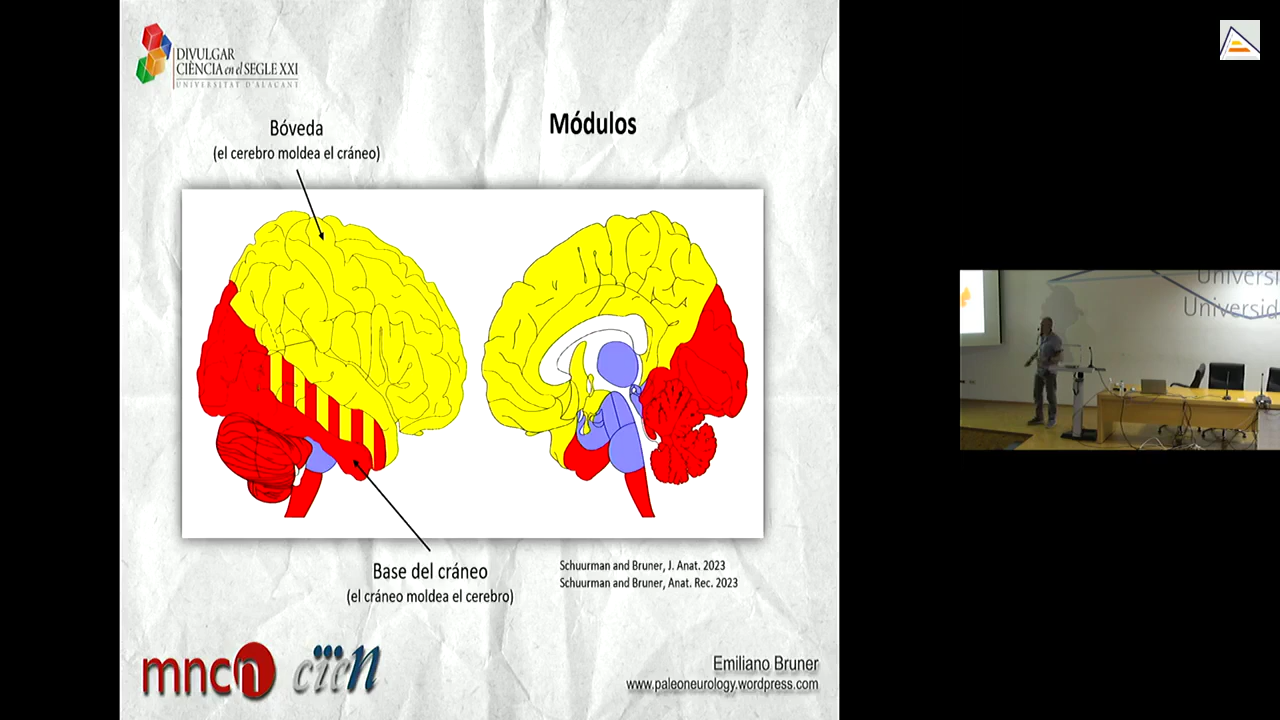 DIVULGAR
CIÈNCIA en el SEGLE XXI
UNIVERSITAT D'ALACANT
Módulos
Bóveda
(el cerebro moldea el cráneo)
Base del cráneo
(el cráneo moldea el cerebro)
Schuurman and Bruner, J. Anat. 2023
Schuurman and Bruner, Anat. Rec. 2023
mncn
cien
Emiliano Bruner
www.paleoneurology.wordpress.com
Universi
Universid